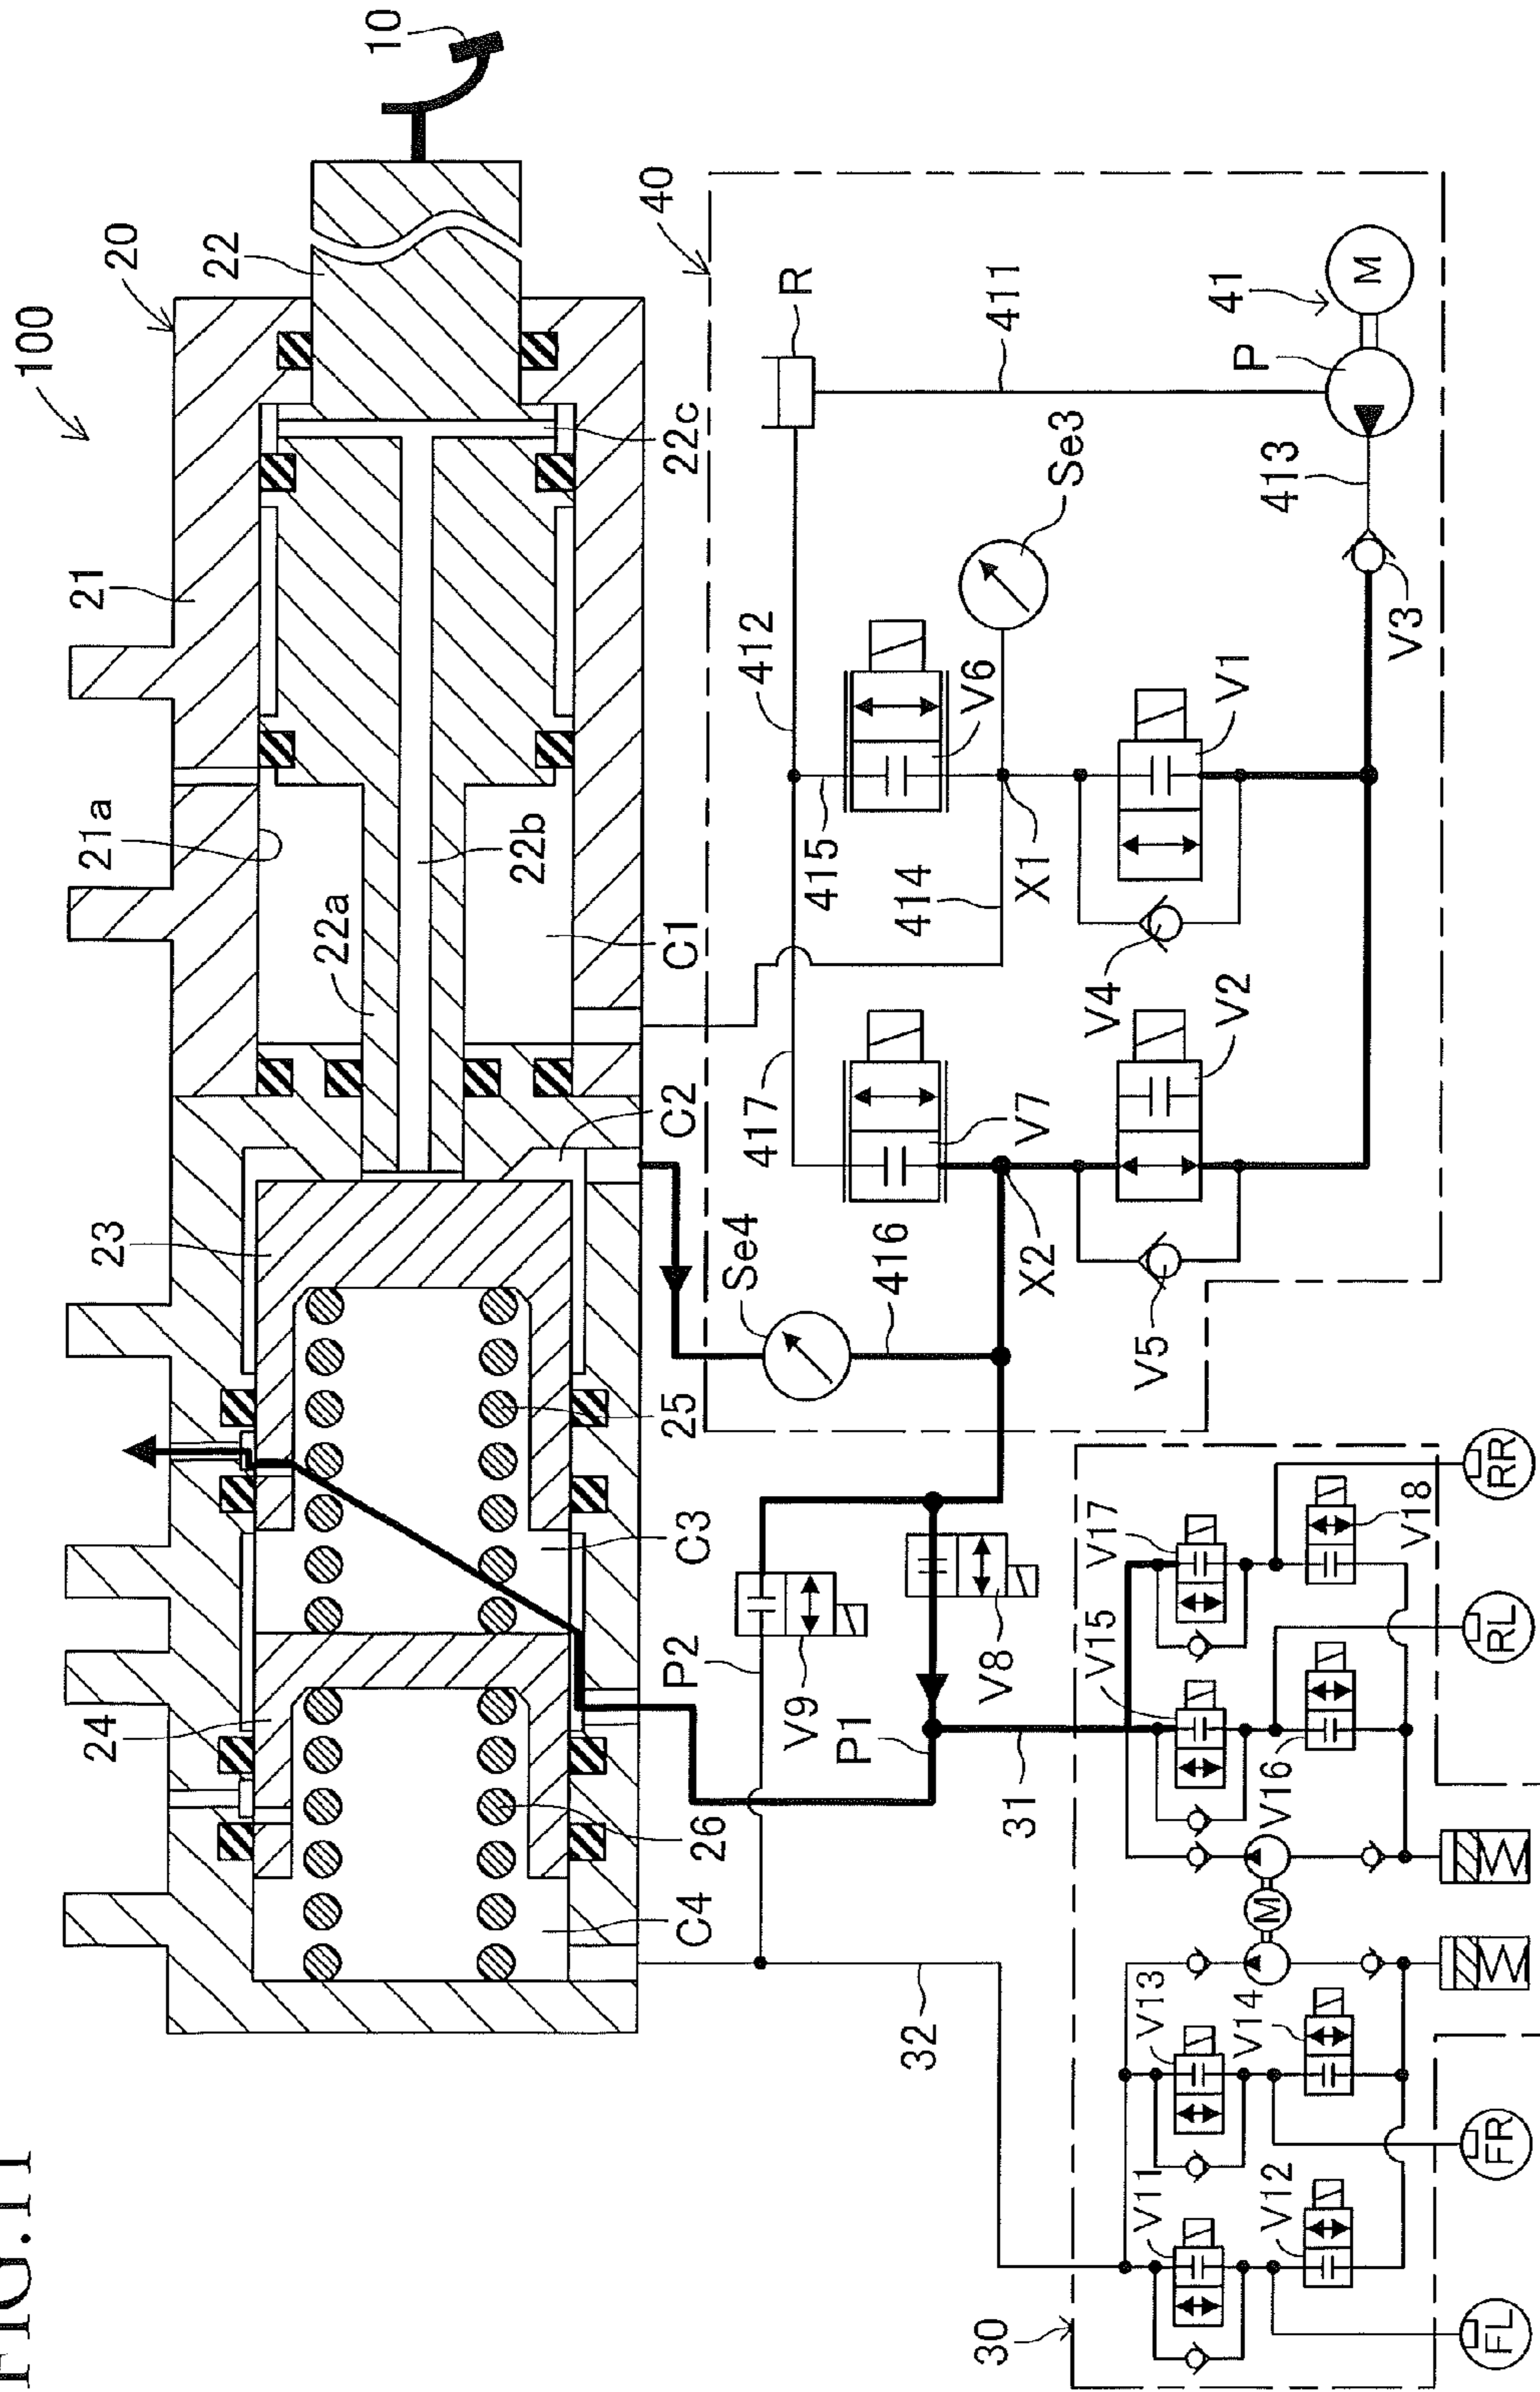 FIG.11
100
10
20
21
22
21a
22a
22b
22c
23
24
25
26
C1
C2
C3
C4
40
R
411
412
413
414
415
416
417
41
P
M
Se3
Se4
V1
V2
V3
V4
V5
V6
V7
X1
X2
V8
V9
P1
P2
31
32
30
V11
V12
V13
V14
V15
V16
V17
V18
M
FL
FR
RL
RR